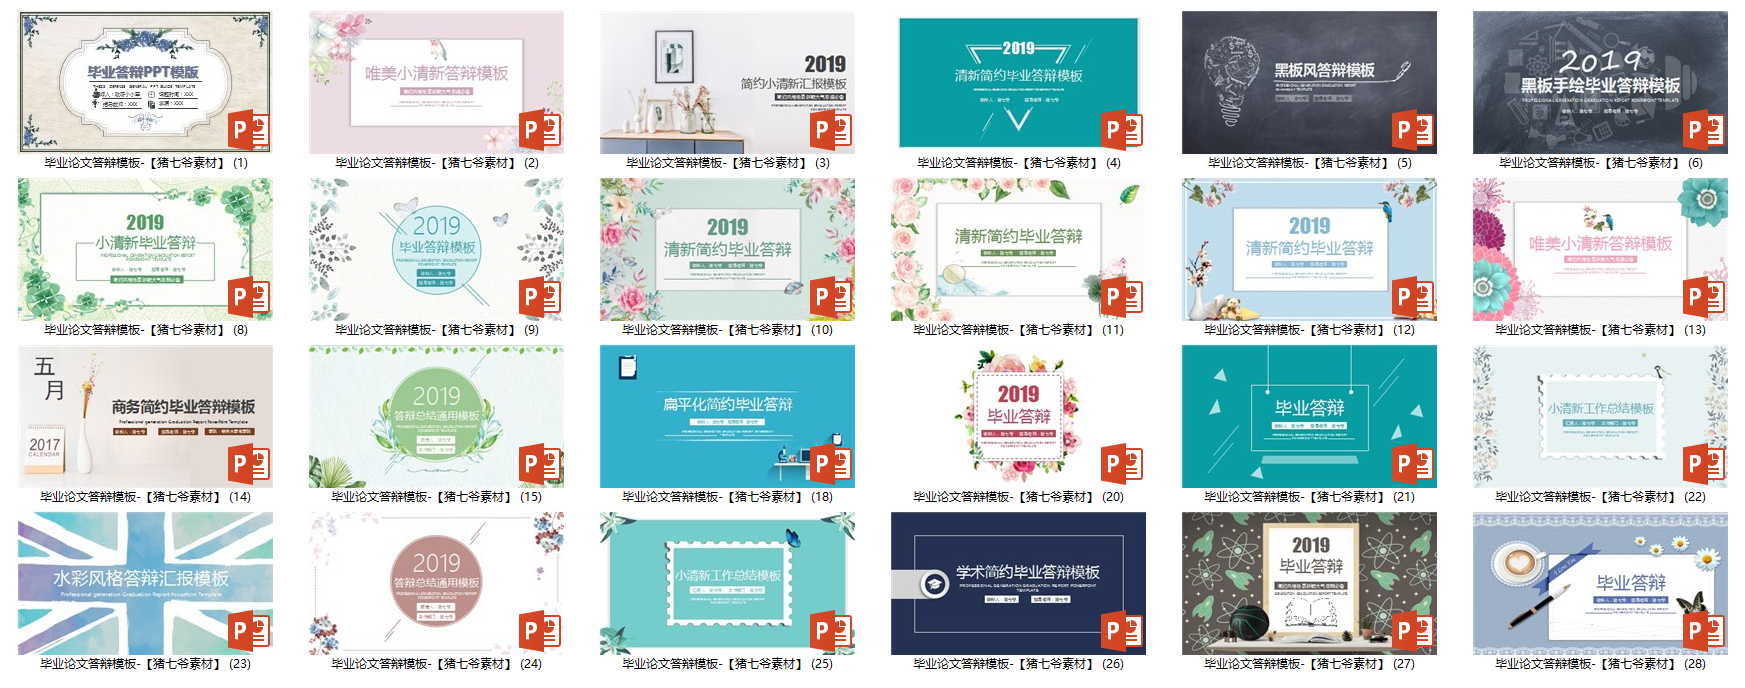 毕业答辩PPT模版
毕业论文答辩模板-【猪七爷素材】 (1)
唯美小清新答辩模板
毕业论文答辩模板-【猪七爷素材】 (2)
2019
简约小清新汇报模板
毕业论文答辩模板-【猪七爷素材】 (3)
2019
清新简约毕业答辩模板
毕业论文答辩模板-【猪七爷素材】 (4)
黑板风答辩模板
毕业论文答辩模板-【猪七爷素材】 (5)
2019
黑板手绘毕业答辩模板
PROFESSIONAL GENERATION GRADUATION REPORT POWERPOINT TEMPLATE
毕业论文答辩模板-【猪七爷素材】 (6)
2019
小清新毕业答辩
毕业论文答辩模板-【猪七爷素材】 (8)
2019
毕业答辩模板
毕业论文答辩模板-【猪七爷素材】 (9)
2019
清新简约毕业答辩
毕业论文答辩模板-【猪七爷素材】 (10)
清新简约毕业答辩
毕业论文答辩模板-【猪七爷素材】 (11)
2019
清新简约毕业答辩
毕业论文答辩模板-【猪七爷素材】 (12)
唯美小清新答辩模板
毕业论文答辩模板-【猪七爷素材】 (13)
五
月
2017
CALENDAR
商务简约毕业答辩模板
Professional generation Graduation Report PowerPoint Template
毕业论文答辩模板-【猪七爷素材】 (14)
2019
答辩总结通用模板
毕业论文答辩模板-【猪七爷素材】 (15)
扁平化简约毕业答辩
毕业论文答辩模板-【猪七爷素材】 (18)
2019
毕业答辩
毕业论文答辩模板-【猪七爷素材】 (20)
毕业答辩
毕业论文答辩模板-【猪七爷素材】 (21)
小清新工作总结模板
毕业论文答辩模板-【猪七爷素材】 (22)
水彩风格答辩汇报模板
Professional generation Graduation Report PowerPoint Template
毕业论文答辩模板-【猪七爷素材】 (23)
2019
答辩总结通用模板
毕业论文答辩模板-【猪七爷素材】 (24)
小清新工作总结模板
毕业论文答辩模板-【猪七爷素材】 (25)
学术简约毕业答辩模板
PROFESSIONAL GENERATION GRADUATION REPORT POWERPOINT
TEMPLATE
毕业论文答辩模板-【猪七爷素材】 (26)
2019
毕业答辩
毕业论文答辩模板-【猪七爷素材】 (27)
毕业答辩
毕业论文答辩模板-【猪七爷素材】 (28)